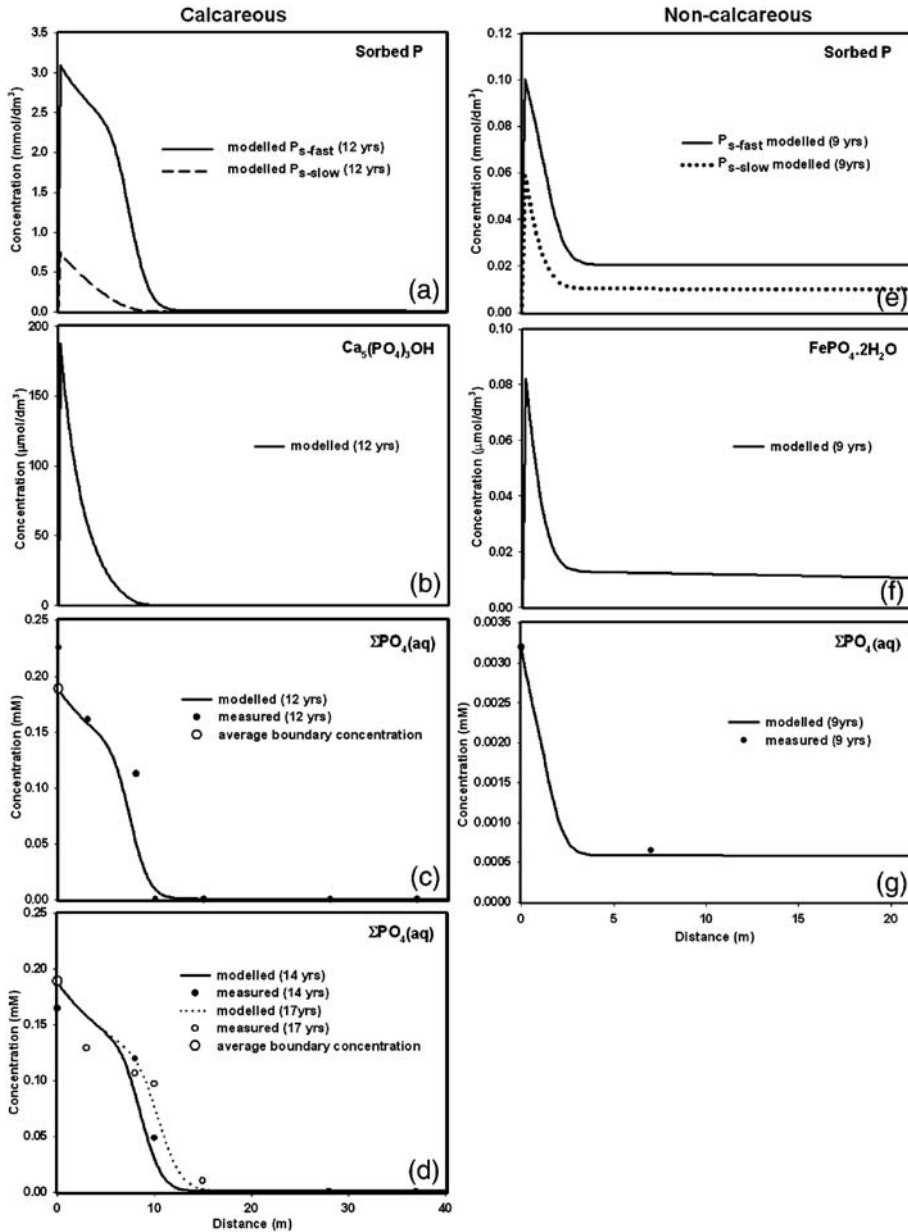 Calcareous
Non-calcareous
3.5
3.0
2.5
2.0
1.5
1.0
0.5
0.0
Concentration (mmol/dm³)
Sorbed P
modelled P s-fast (12 yrs)
modelled P s-slow (12 yrs)
(a)
0.12
0.10
0.08
0.06
0.04
0.02
0.00
Concentration (mmol/dm³)
Sorbed P
P s-fast modelled (9 yrs)
P s-slow modelled (9yrs)
(e)
200
150
100
50
0
Concentration (µmol/dm³)
Ca₅(PO₄)₃OH
modelled (12 yrs)
(b)
0.10
0.08
0.06
0.04
0.02
0.00
Concentration (µmol/dm³)
FePO₄.2H₂O
modelled (9 yrs)
(f)
0.25
0.20
0.15
0.10
0.05
0.00
Concentration (mM)
ΣPO₄(aq)
modelled (12 yrs)
measured (12 yrs)
average boundary concentration
(c)
0.0035
0.0030
0.0025
0.0020
0.0015
0.0010
0.0005
0.0000
Concentration (mM)
ΣPO₄(aq)
modelled (9yrs)
measured (9 yrs)
(g)
0 5 10 15 20
Distance (m)
0.25
0.20
0.15
0.10
0.05
0.00
Concentration (mM)
ΣPO₄(aq)
modelled (14 yrs)
measured (14 yrs)
modelled (17yrs)
measured (17 yrs)
average boundary concentration
(d)
0 10 20 30 40
Distance (m)